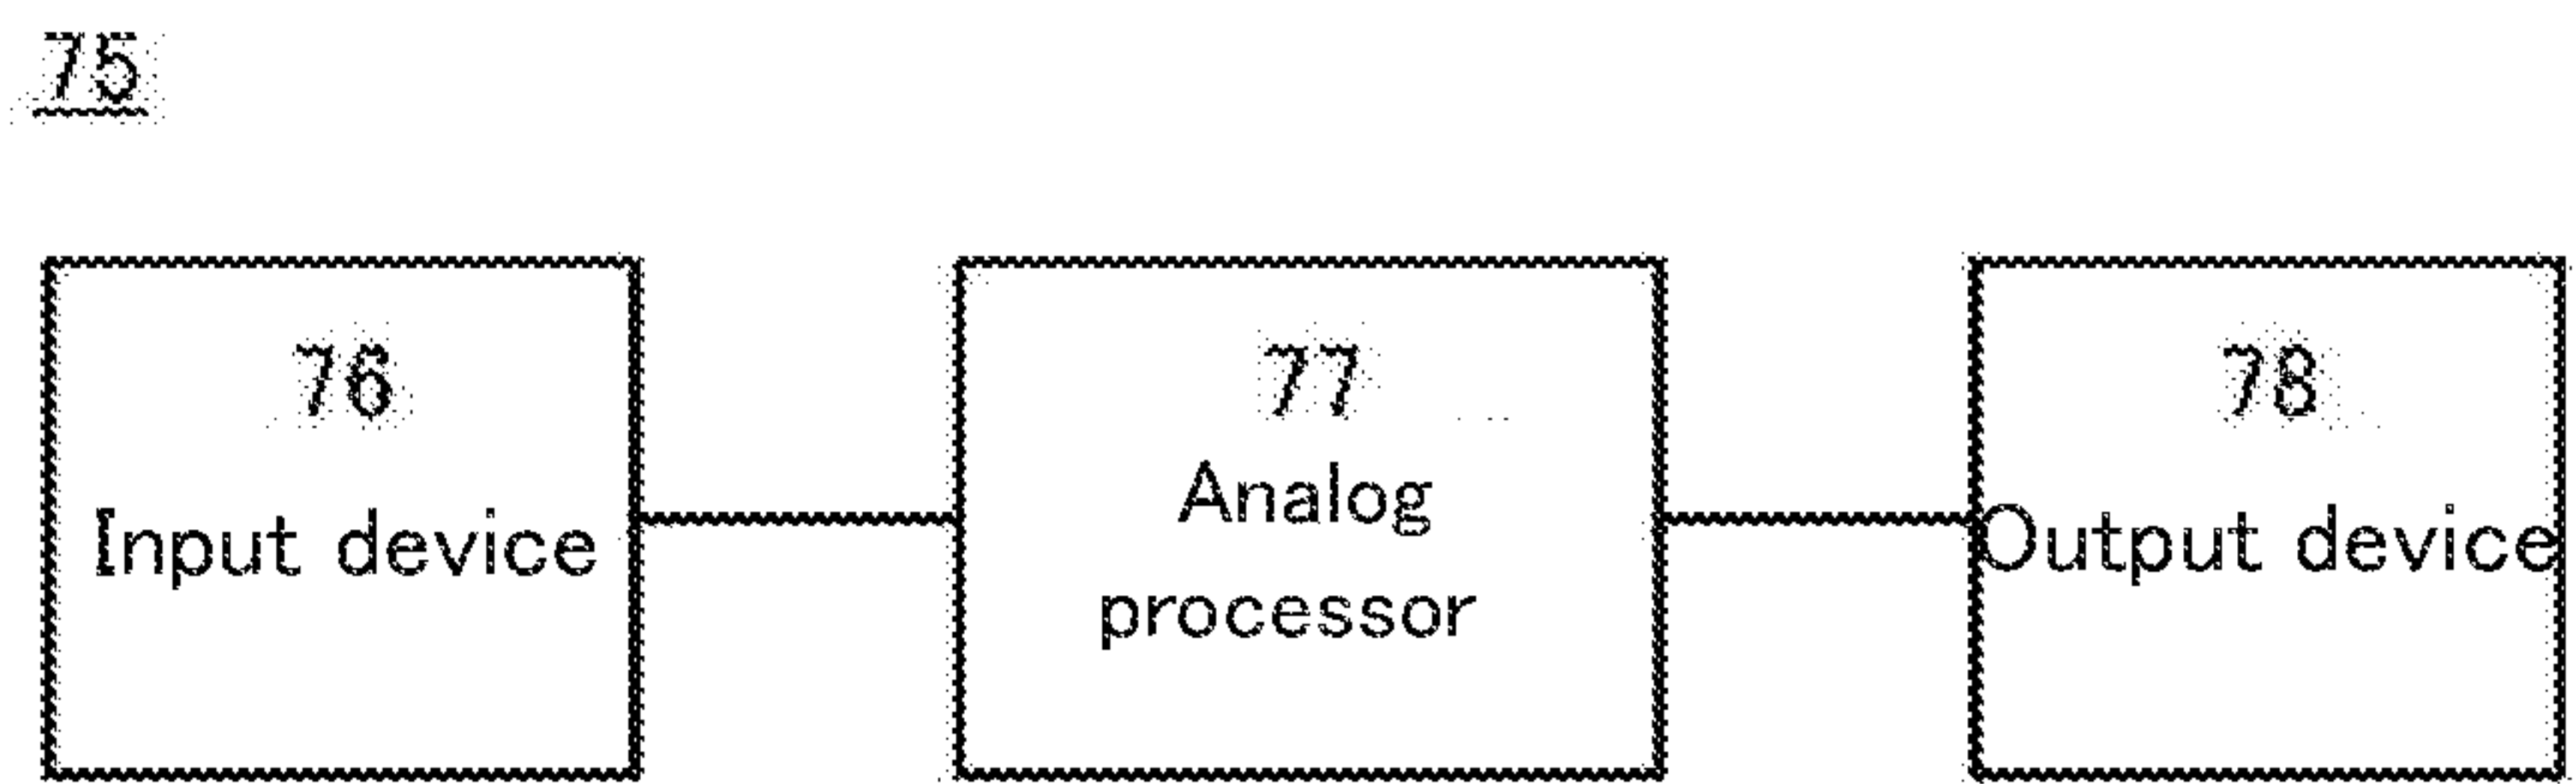 75
76
Input device
77
Analog
processor
78
Output device